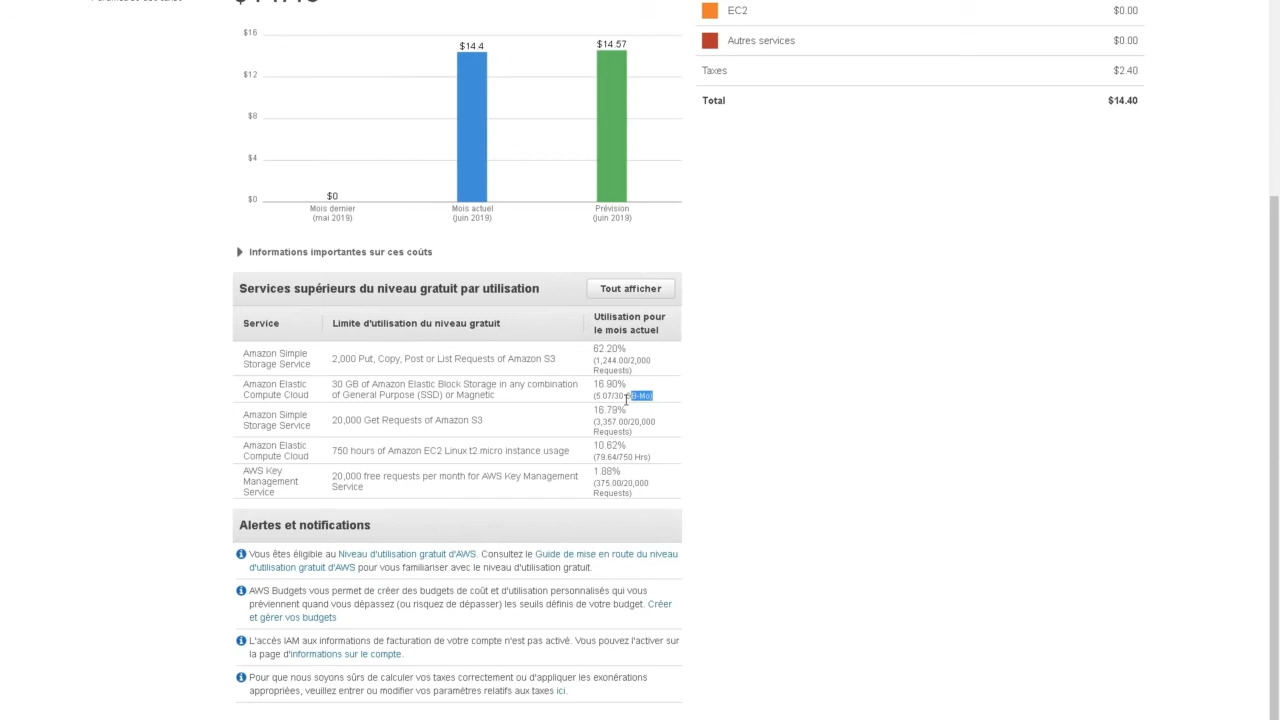 EC2 $0.00
Autres services $0.00
Taxes $2.40
Total $14.40
$16
$12
$8
$4
$0
$14.4
$14.57
$0
Mois dernier
(mai 2019)
Mois actuel
(juin 2019)
Prévision
(juin 2019)
Informations importantes sur ces coûts
Services supérieurs du niveau gratuit par utilisation
Tout afficher
Service
Limite d'utilisation du niveau gratuit
Utilisation pour
le mois actuel
Amazon Simple
Storage Service
2,000 Put, Copy, Post or List Requests of Amazon S3
62.20%
(1,244.00/2,000
Requests)
Amazon Elastic
Compute Cloud
30 GB of Amazon Elastic Block Storage in any combination
of General Purpose (SSD) or Magnetic
16.90%
(5.07/30 GB-Mo)
Amazon Simple
Storage Service
20,000 Get Requests of Amazon S3
16.79%
(3,357.00/20,000
Requests)
Amazon Elastic
Compute Cloud
750 hours of Amazon EC2 Linux t2.micro instance usage
10.62%
(79.64/750 Hrs)
AWS Key
Management
Service
20,000 free requests per month for AWS Key Management
Service
1.88%
(375.00/20,000
Requests)
Alertes et notifications
Vous êtes éligible au Niveau d'utilisation gratuit d'AWS. Consultez le Guide de mise en route du niveau
d'utilisation gratuit d'AWS pour vous familiariser avec le niveau d'utilisation gratuit.
AWS Budgets vous permet de créer des budgets de coût et d'utilisation personnalisés qui vous
préviennent quand vous dépassez (ou risquez de dépasser) les seuils définis de votre budget. Créer
et gérer vos budgets
L'accès IAM aux informations de facturation de votre compte n'est pas activé. Vous pouvez l'activer sur
la page d'informations sur le compte.
Pour que nous soyons sûrs de calculer vos taxes correctement ou d'appliquer les exonérations
appropriées, veuillez entrer ou modifier vos paramètres relatifs aux taxes ici.